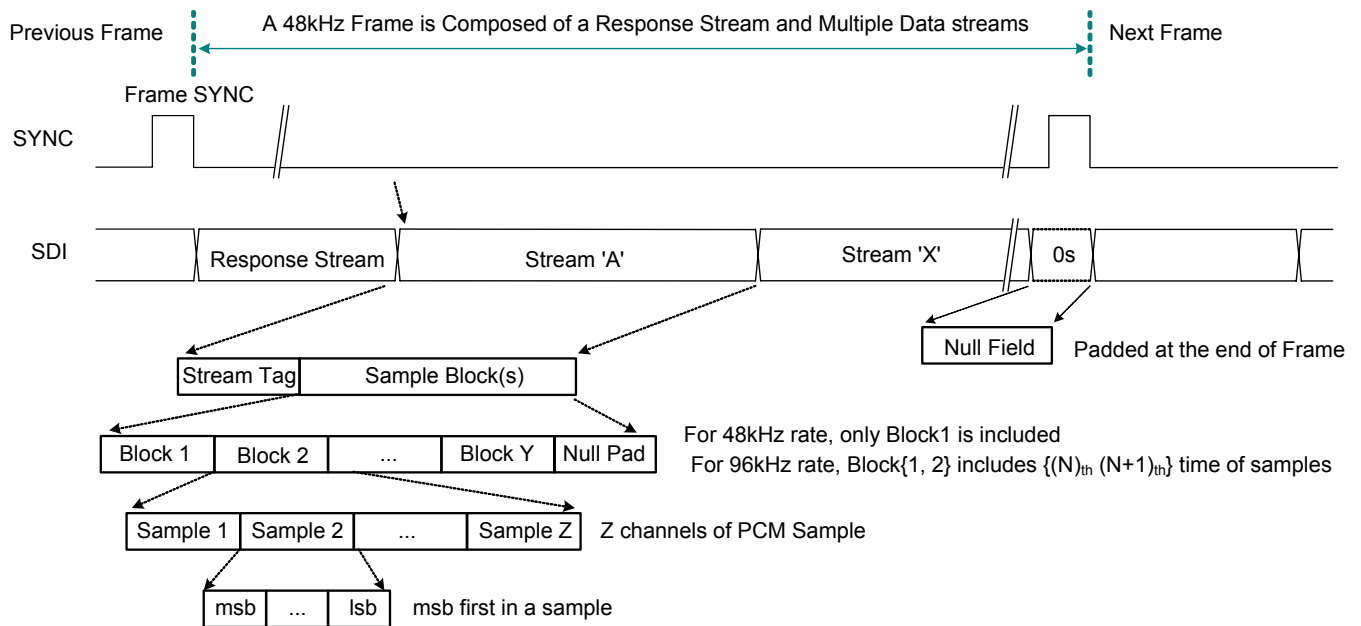 A 48kHz Frame is Composed of a Response Stream and Multiple Data streams
Previous Frame
Next Frame
Frame SYNC
SYNC
SDI
Response Stream
Stream 'A'
Stream 'X'
0s
Null Field
Padded at the end of Frame
Stream Tag
Sample Block(s)
Block 1
Block 2
...
Block Y
Null Pad
For 48kHz rate, only Block1 is included
For 96kHz rate, Block{1, 2} includes {(N)th (N+1)th} time of samples
Sample 1
Sample 2
...
Sample Z
Z channels of PCM Sample
msb
...
lsb
msb first in a sample